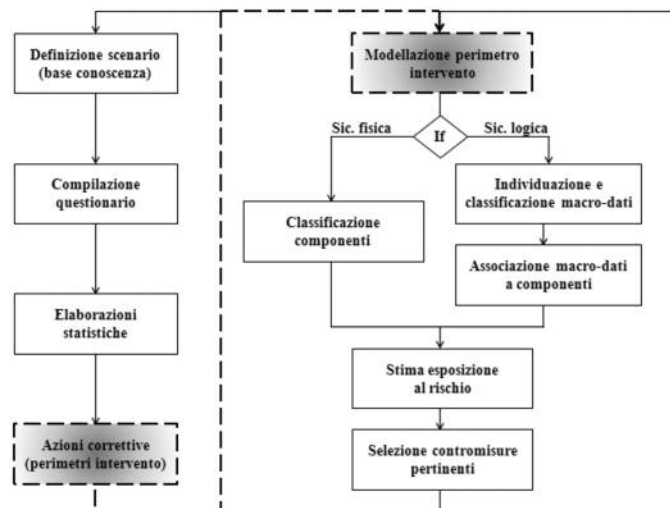 Definizione scenario
(base conoscenza)
Compilazione
questionario
Elaborazioni
statistiche
Azioni correttive
(perimetri intervento)
Modellazione perimetro
intervento
If
Sic. fisica
Sic. logica
Classificazione
componenti
Individuazione e
classificazione macro-dati
Associazione macro-dati
a componenti
Stima esposizione
al rischio
Selezione contromisure
pertinenti